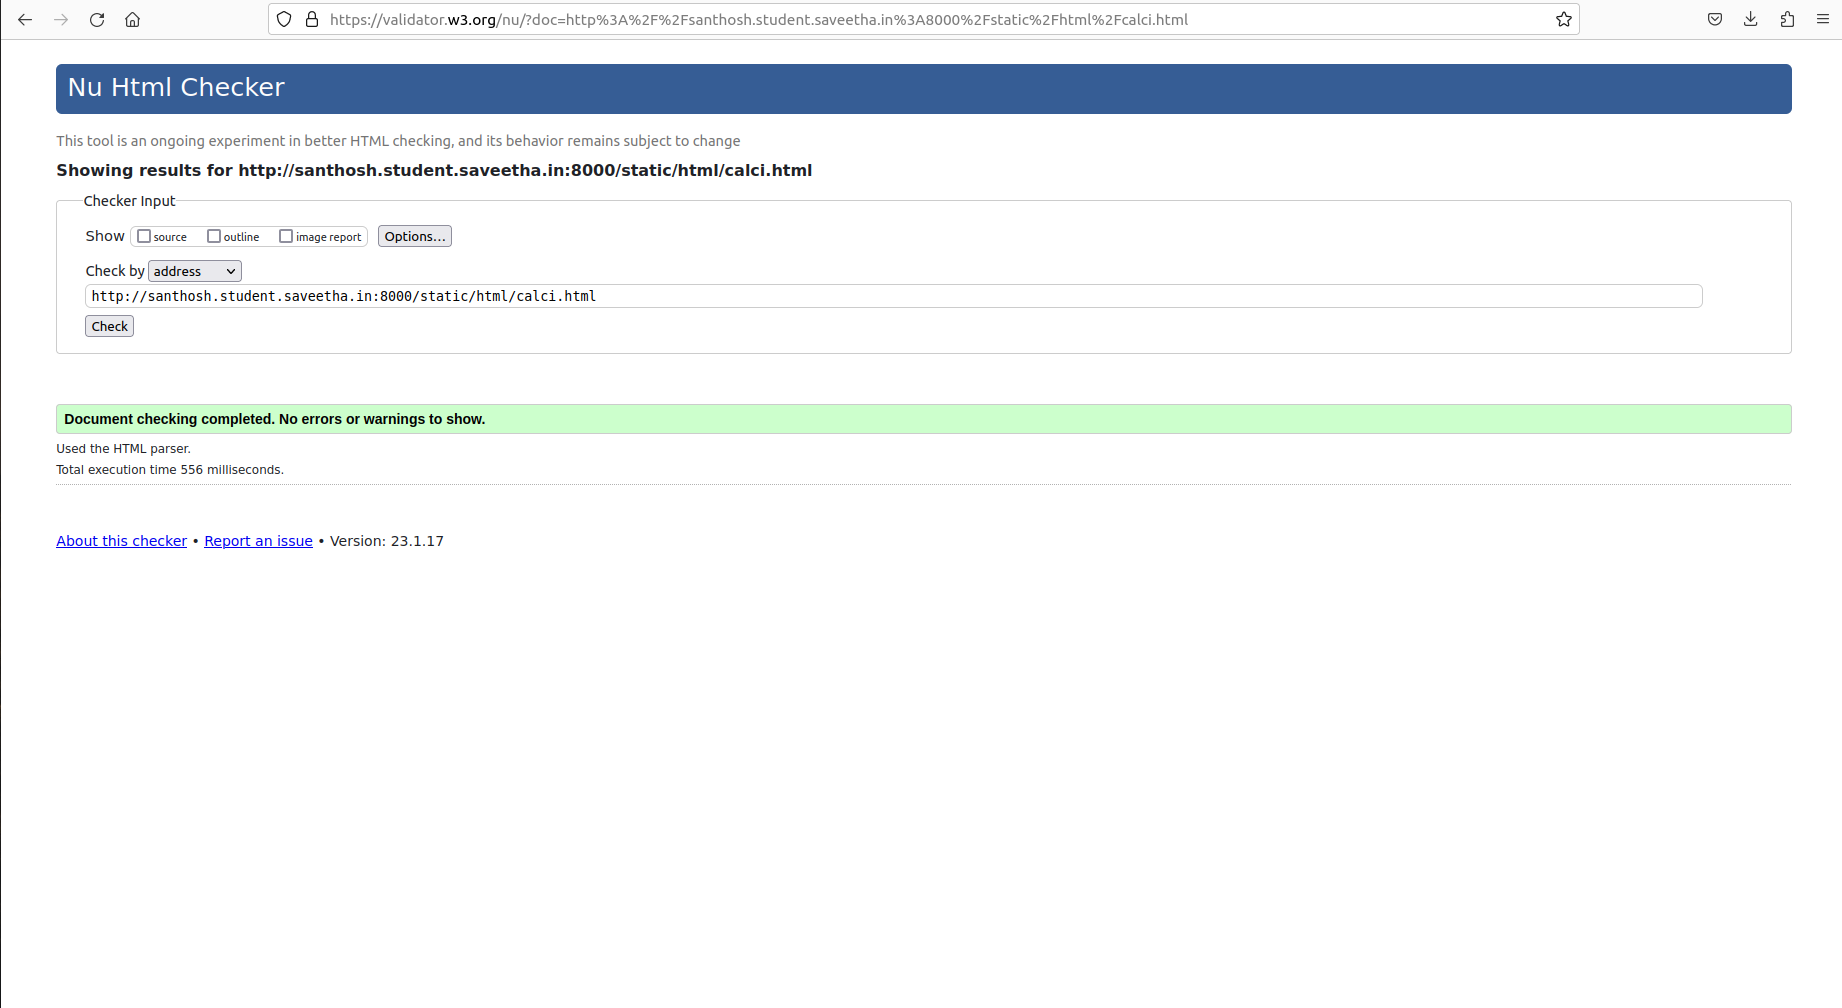 https://validator.w3.org/nu/?doc=http%3A%2F%2Fsanthosh.student.saveetha.in%3A8000%2Fstatic%2Fhtml%2Fcalci.html
Nu Html Checker
This tool is an ongoing experiment in better HTML checking, and its behavior remains subject to change
Showing results for http://santhosh.student.saveetha.in:8000/static/html/calci.html
Checker Input
Show source outline image report Options...
Check by address
http://santhosh.student.saveetha.in:8000/static/html/calci.html
Check
Document checking completed. No errors or warnings to show.
Used the HTML parser.
Total execution time 556 milliseconds.
About this checker • Report an issue • Version: 23.1.17